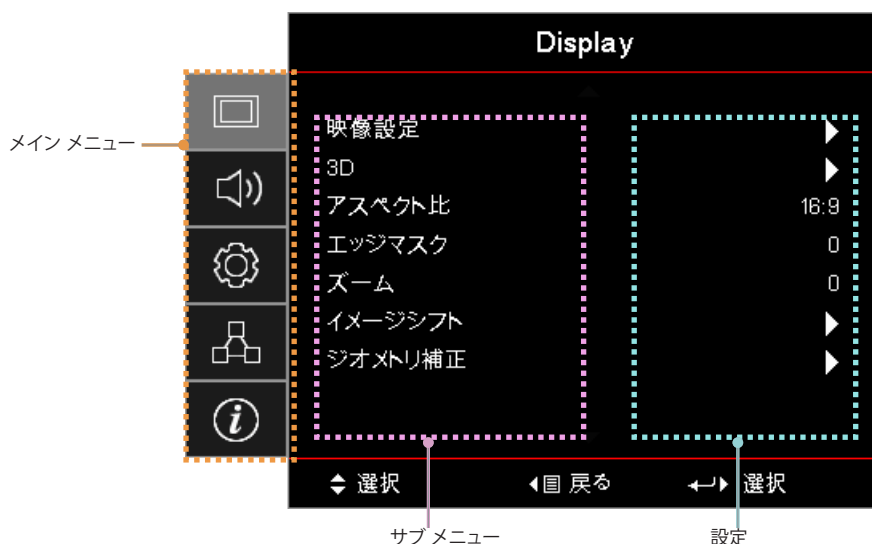 Display
メイン メニュー
映像設定
3D
アスペクト比 16:9
エッジマスク 0
ズーム 0
イメージシフト
ジオメトリ補正
i
選択 戻る 選択
サブ メニュー 設定